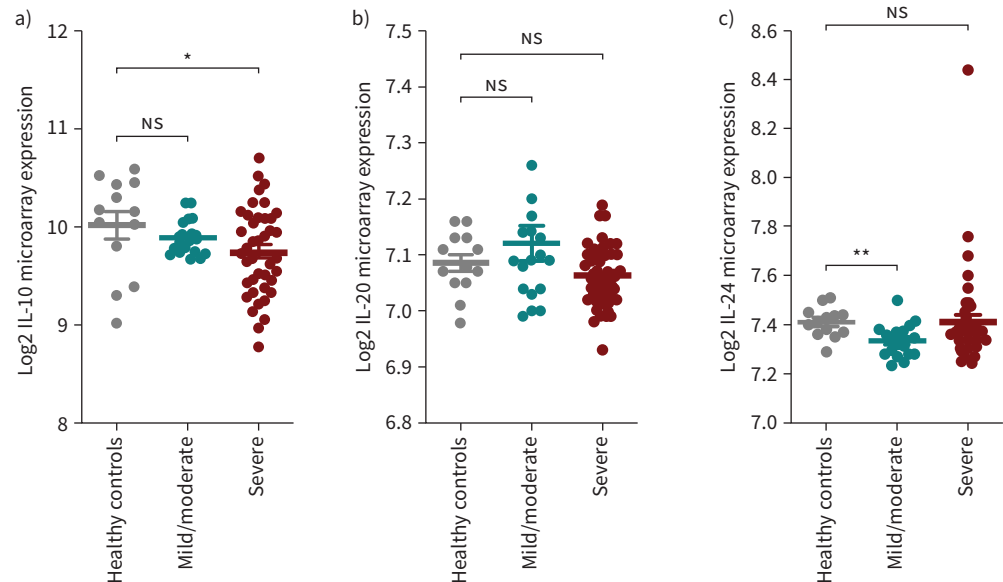 a)
Log2 IL-10 microarray expression
12
11
10
9
8
*
NS
Healthy controls
Mild/moderate
Severe
b)
Log2 IL-20 microarray expression
7.5
7.4
7.3
7.2
7.1
7.0
6.9
6.8
NS
NS
Healthy controls
Mild/moderate
Severe
c)
Log2 IL-24 microarray expression
8.6
8.4
8.2
8.0
7.8
7.6
7.4
7.2
7.0
NS
**
Healthy controls
Mild/moderate
Severe